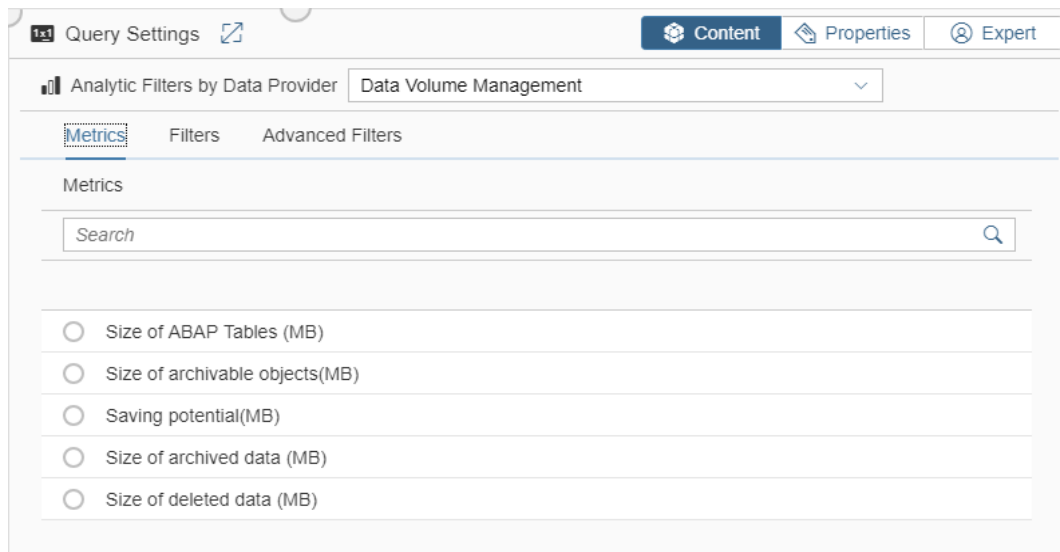 1x1 Query Settings Content Properties Expert
Analytic Filters by Data Provider Data Volume Management
Metrics Filters Advanced Filters
Metrics
Search
Size of ABAP Tables (MB)
Size of archivable objects(MB)
Saving potential(MB)
Size of archived data (MB)
Size of deleted data (MB)